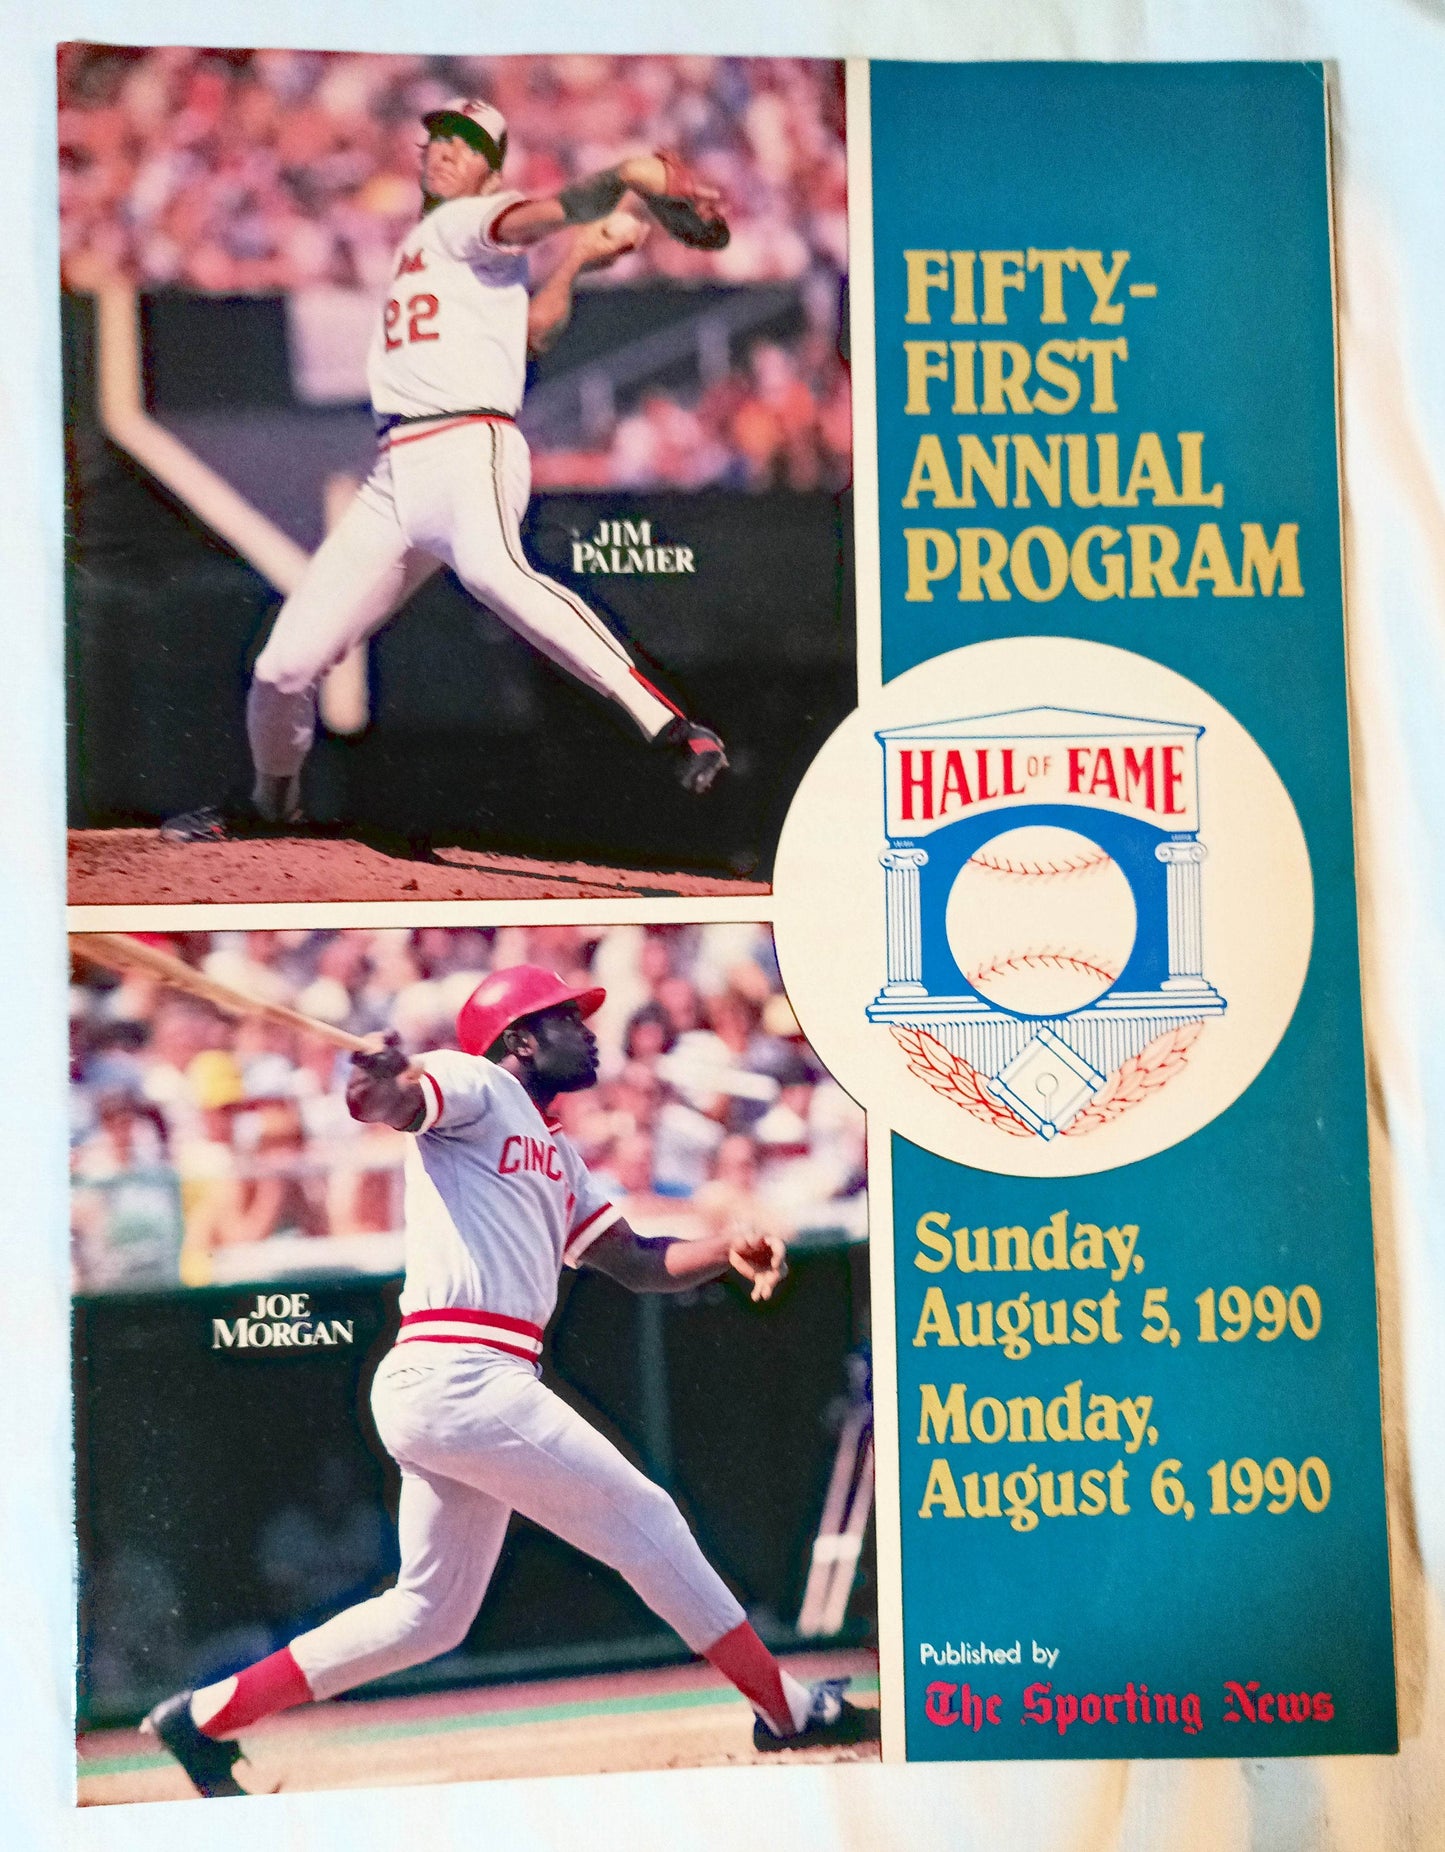 22
JIM
PALMER
FIFTY-
FIRST
ANNUAL
PROGRAM
HALL OF FAME
CINC
JOE
MORGAN
Sunday,
August 5, 1990
Monday,
August 6, 1990
Published by
The Sporting News